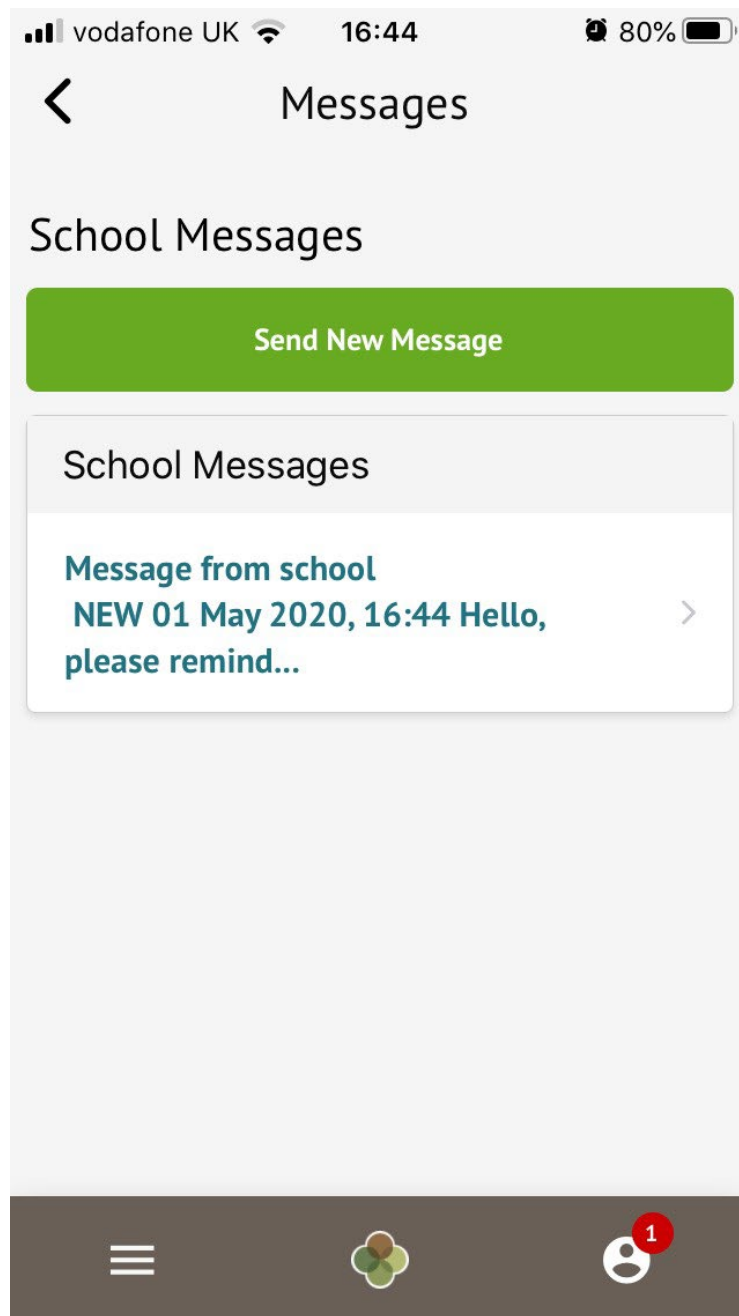 vodafone UK 16:44 80%
Messages
School Messages
Send New Message
School Messages
Message from school
NEW 01 May 2020, 16:44 Hello,
please remind...
1